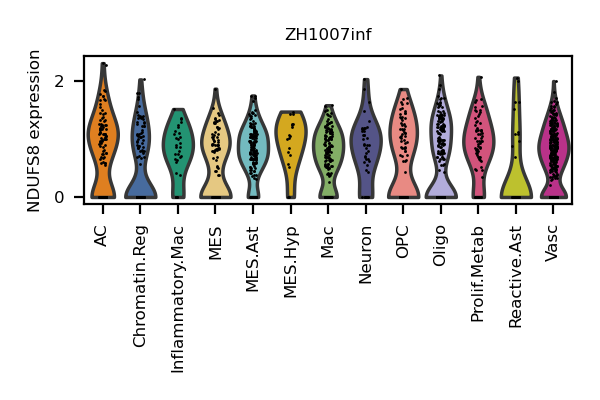 ZH1007inf
NDUFS8 expression
2
0
AC
Chromatin.Reg
Inflammatory.Mac
MES
MES.Ast
MES.Hyp
Mac
Neuron
OPC
Oligo
Prolif.Metab
Reactive.Ast
Vasc